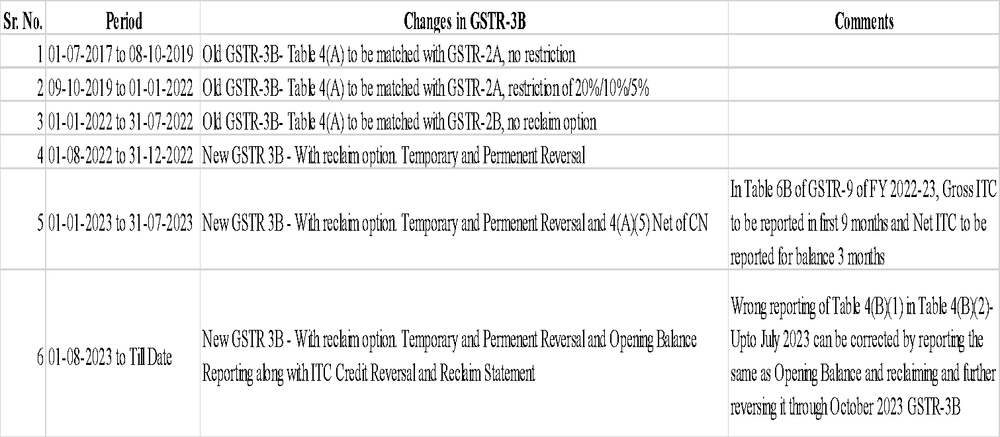 Sr. No. Period Changes in GSTR-3B Comments
1 01-07-2017 to 08-10-2019 Old GSTR-3B- Table 4(A) to be matched with GSTR-2A, no restriction
2 09-10-2019 to 01-01-2022 Old GSTR-3B- Table 4(A) to be matched with GSTR-2A, restriction of 20%/10%/5%
3 01-01-2022 to 31-07-2022 Old GSTR-3B- Table 4(A) to be matched with GSTR-2B, no reclaim option
4 01-08-2022 to 31-12-2022 New GSTR 3B - With reclaim option. Temporary and Permenent Reversal
5 01-01-2023 to 31-07-2023 New GSTR 3B - With reclaim option. Temporary and Permenent Reversal and 4(A)(5) Net of CN
In Table 6B of GSTR-9 of FY 2022-23, Gross ITC
to be reported in first 9 months and Net ITC to be
reported for balance 3 months
6 01-08-2023 to Till Date
New GSTR 3B - With reclaim option. Temporary and Permenent Reversal and Opening Balance
Reporting along with ITC Credit Reversal and Reclaim Statement
Wrong reporting of Table 4(B)(1) in Table 4(B)(2)-
Upto July 2023 can be corrected by reporting the
same as Opening Balance and reclaiming and further
reversing it through October 2023 GSTR-3B